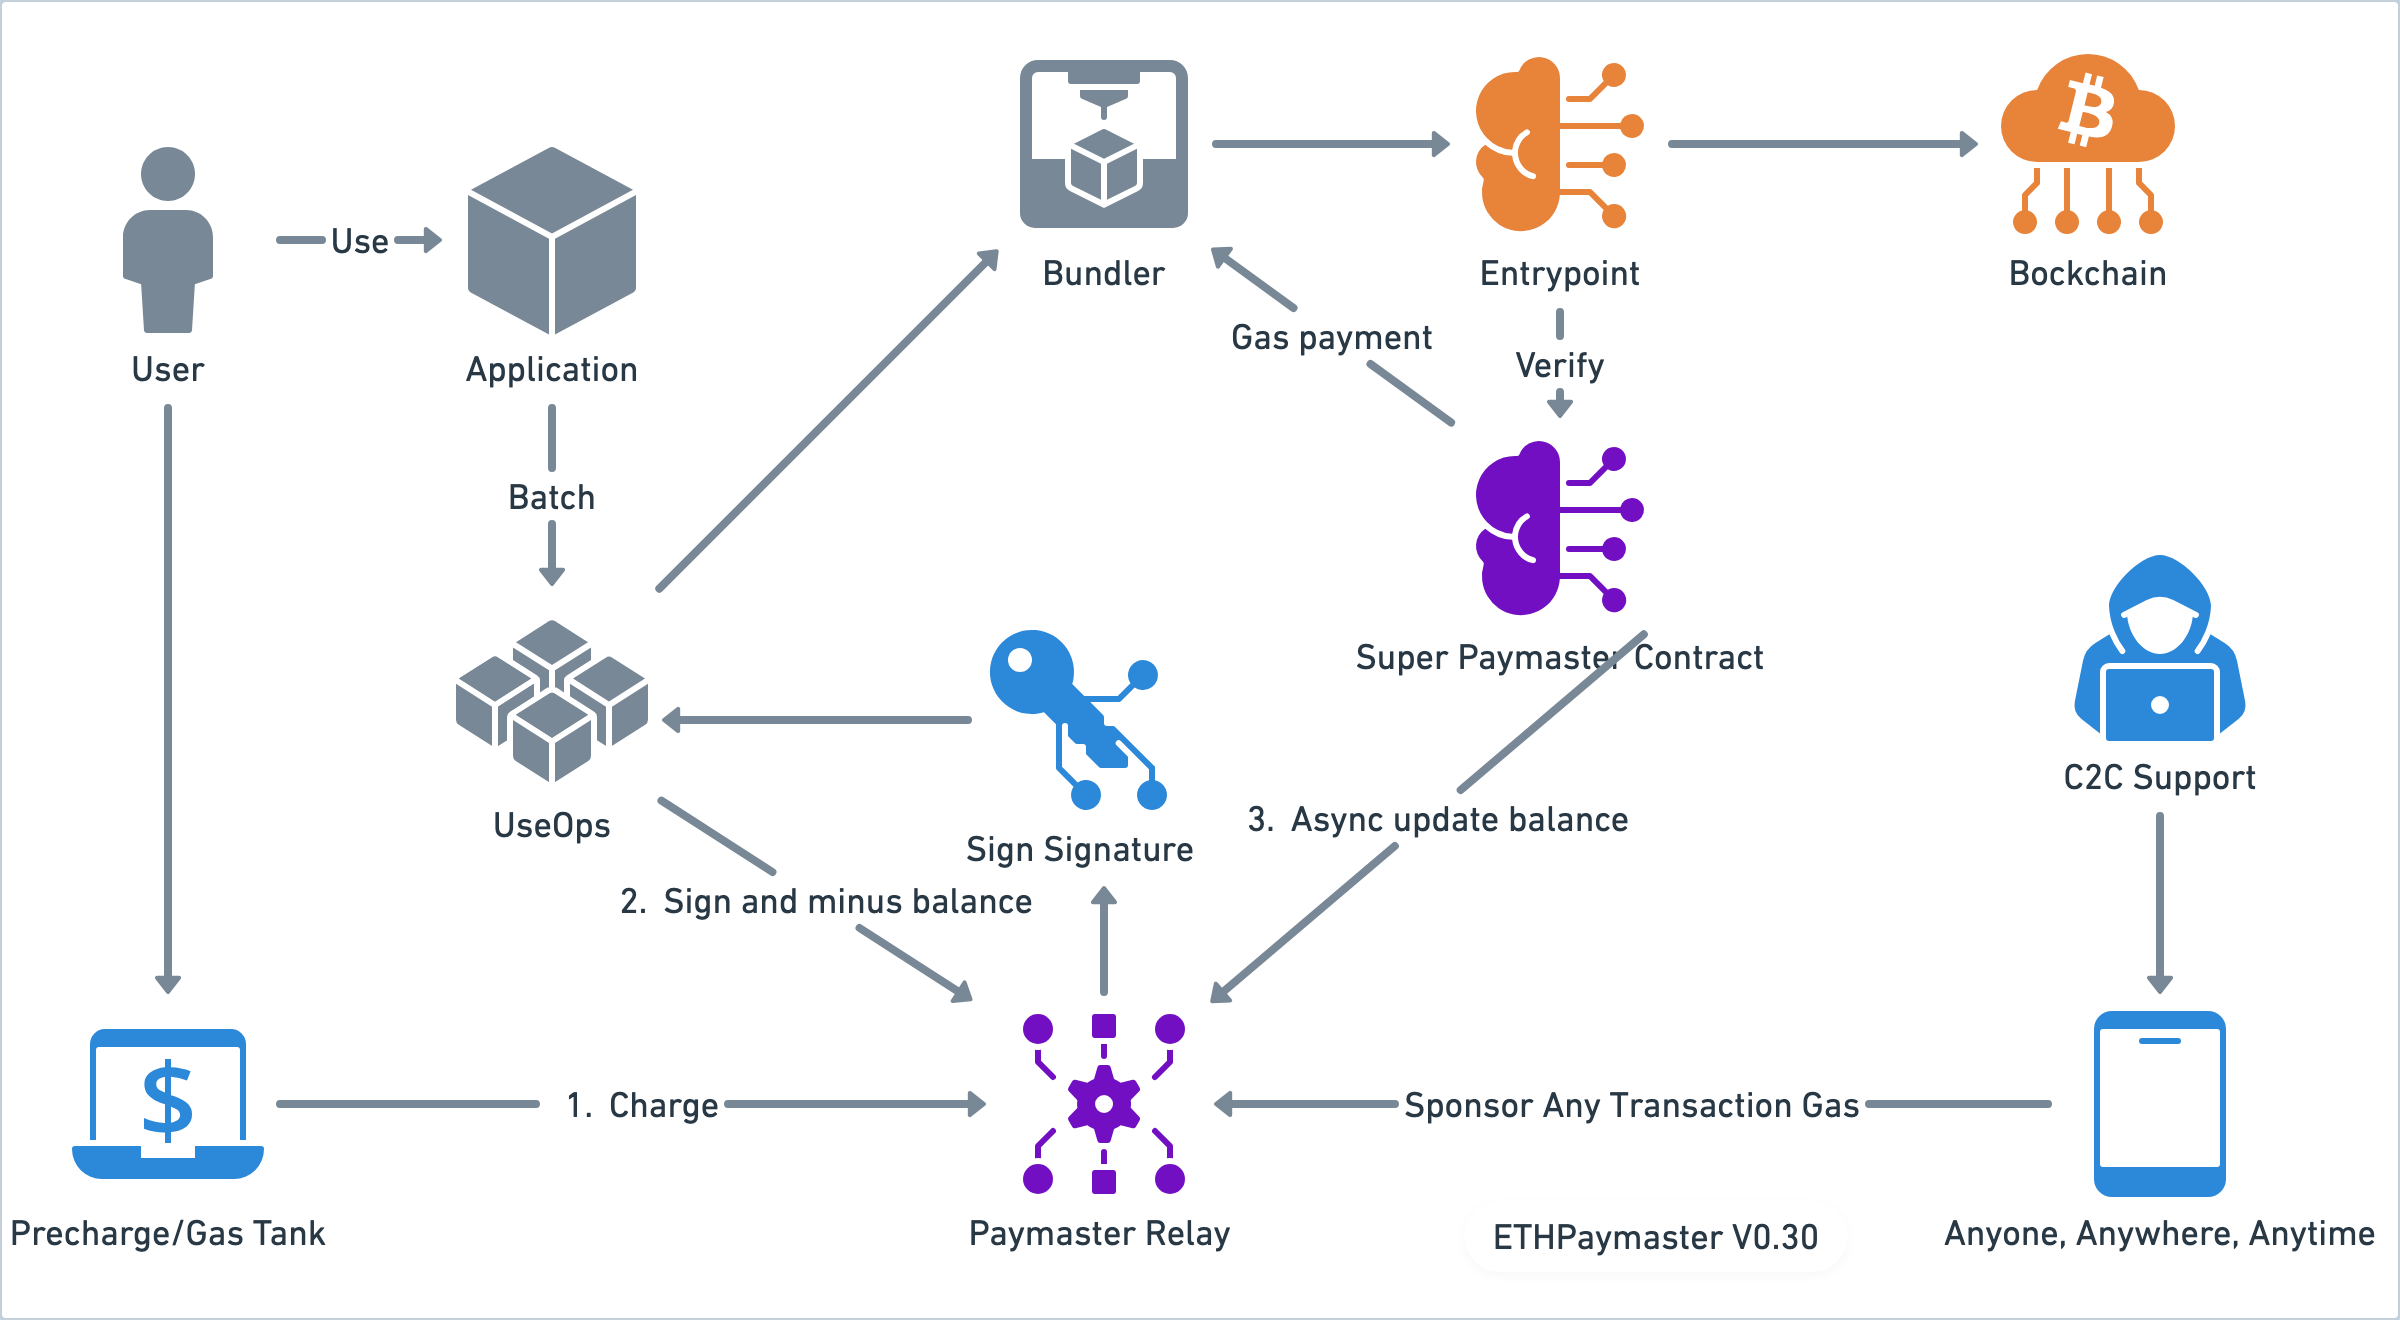 Bundler
Entrypoint
Bockchain
Use
User
Application
Gas payment
Verify
Batch
Super Paymaster Contract
C2C Support
UseOps
Sign Signature
3. Async update balance
2. Sign and minus balance
1. Charge
Sponsor Any Transaction Gas
$
Precharge/Gas Tank
Paymaster Relay
ETHPaymaster V0.30
Anyone, Anywhere, Anytime